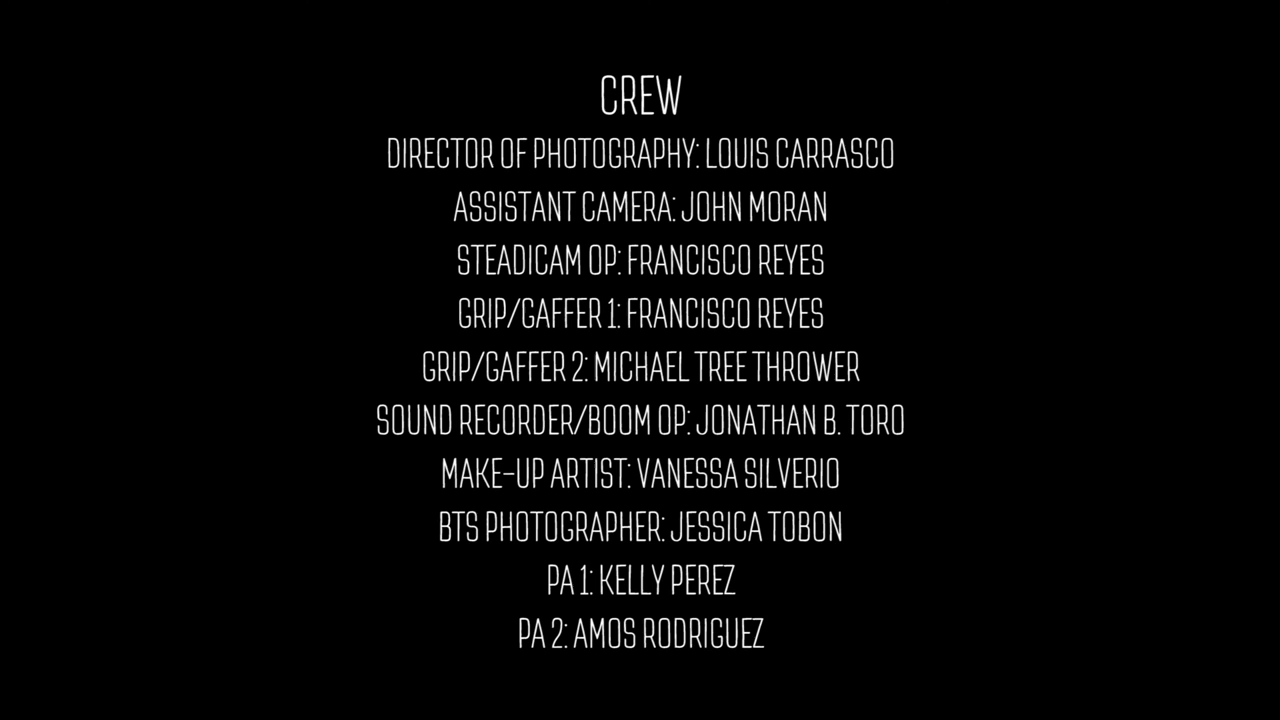 CREW
DIRECTOR OF PHOTOGRAPHY: LOUIS CARRASCO
ASSISTANT CAMERA: JOHN MORAN
STEADICAM OP: FRANCISCO REYES
GRIP/GAFFER 1: FRANCISCO REYES
GRIP/GAFFER 2: MICHAEL TREE THROWER
SOUND RECORDER/BOOM OP: JONATHAN B. TORO
MAKE-UP ARTIST: VANESSA SILVERIO
BTS PHOTOGRAPHER: JESSICA TOBON
PA 1: KELLY PEREZ
PA 2: AMOS RODRIGUEZ